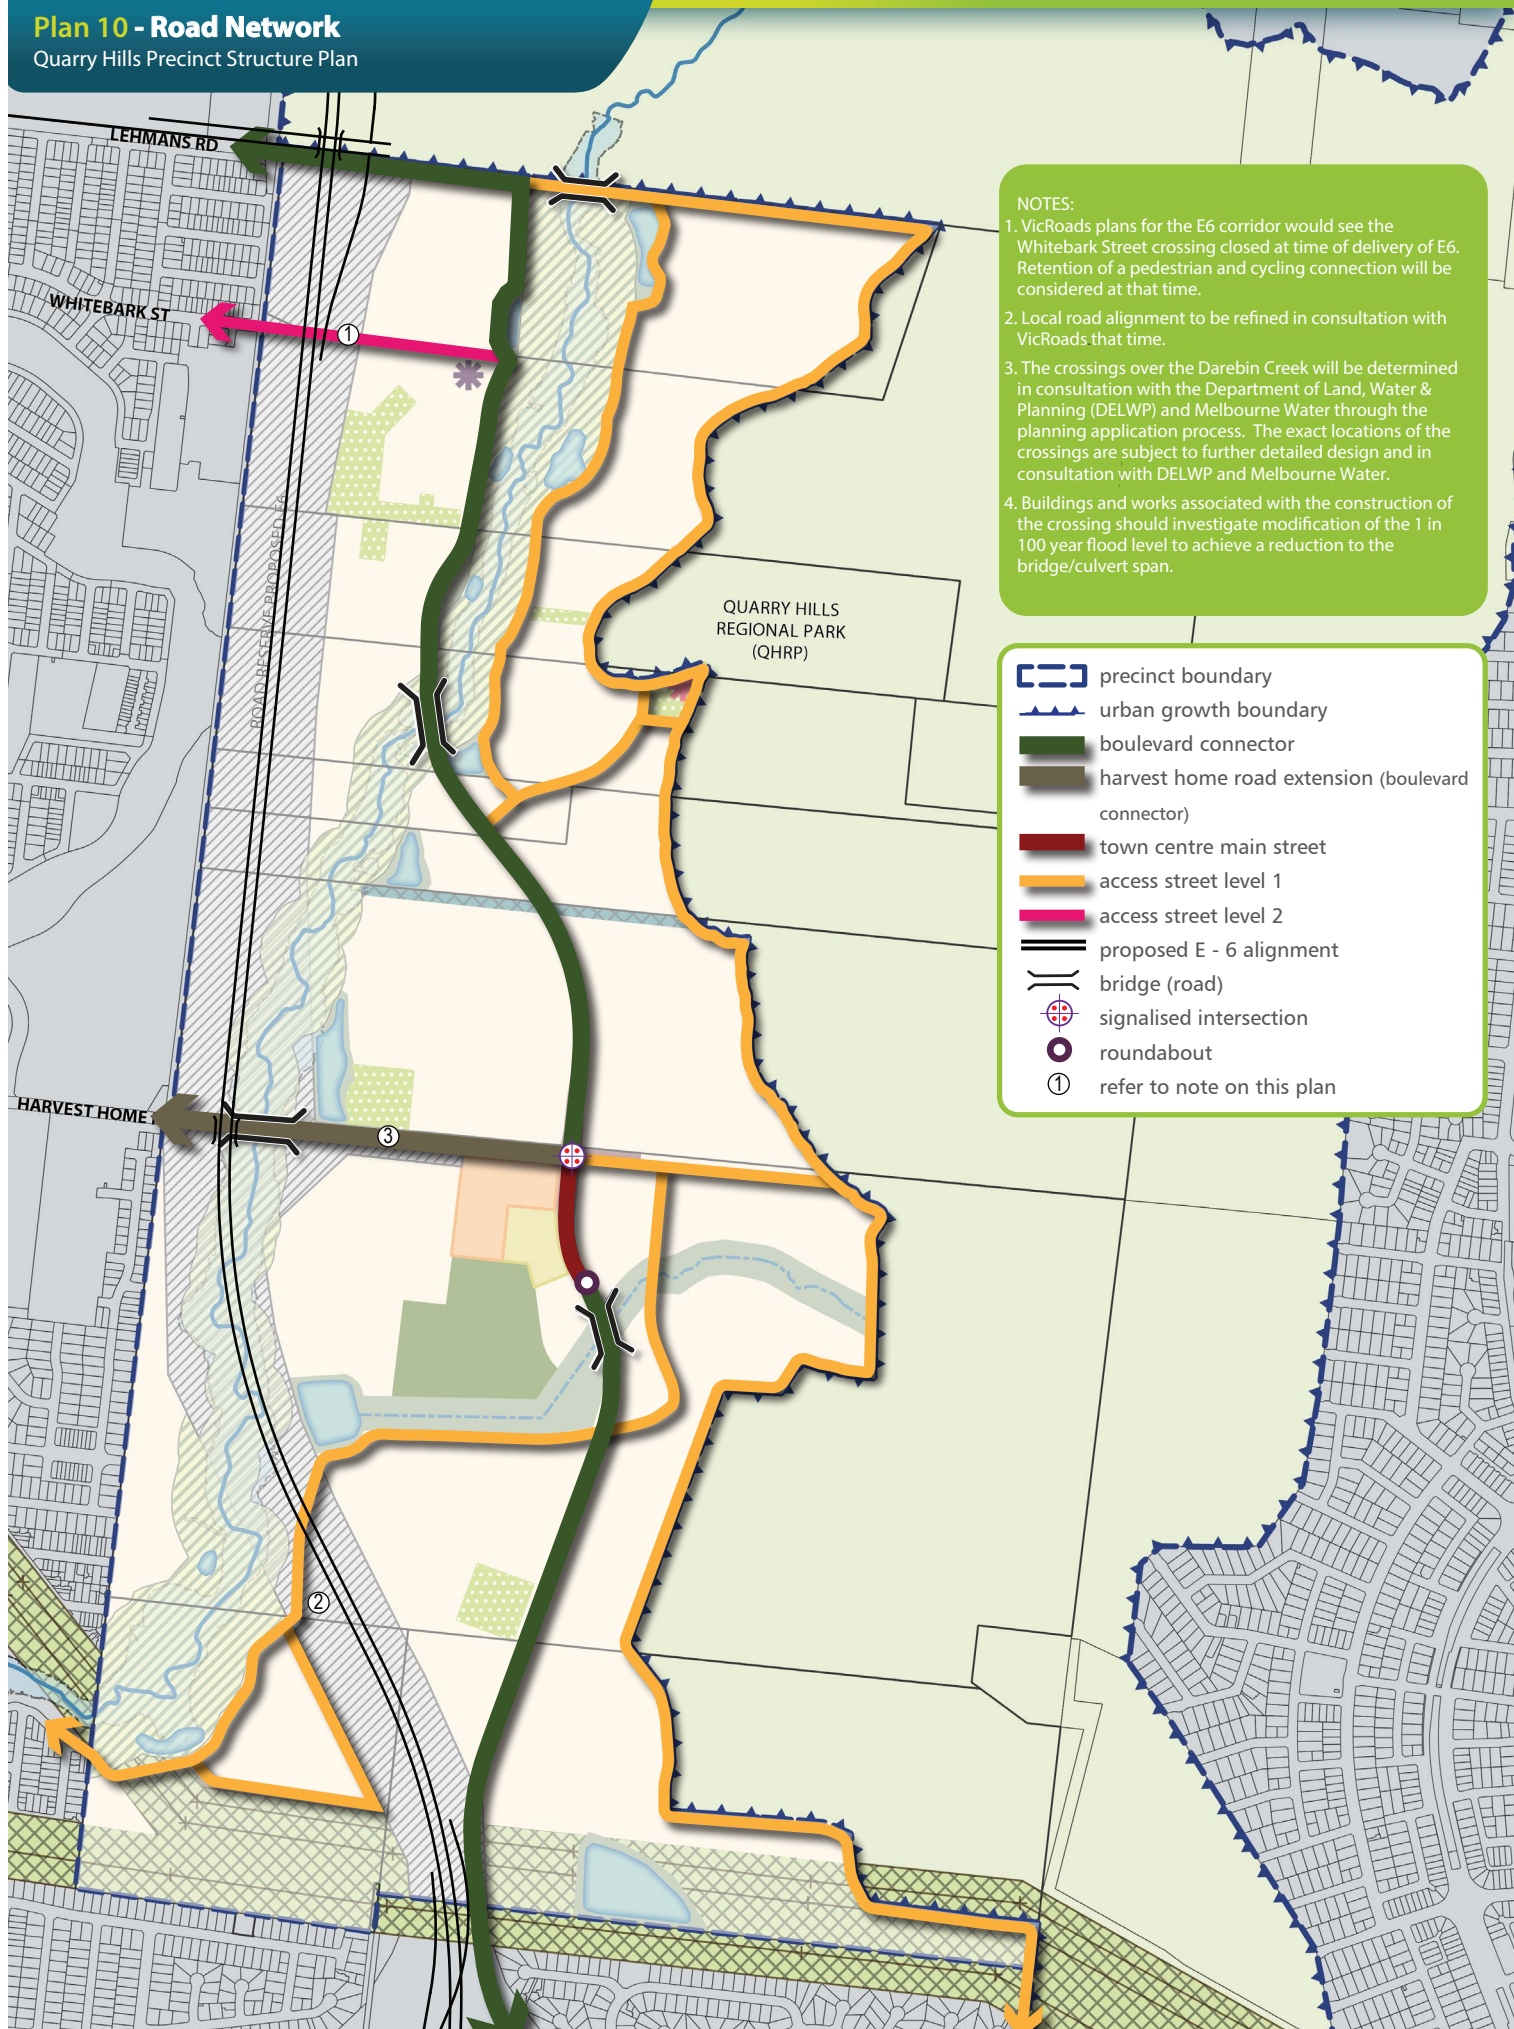 Plan 10 - Road Network
Quarry Hills Precinct Structure Plan
LEHMANS RD
WHITEBARK ST
1
ROAD RESERVE PROPOSED E6
QUARRY HILLS
REGIONAL PARK
(QHRP)
HARVEST HOME
3
2
NOTES:
1. VicRoads plans for the E6 corridor would see the
Whitebark Street crossing closed at time of delivery of E6.
Retention of a pedestrian and cycling connection will be
considered at that time.
2. Local road alignment to be refined in consultation with
VicRoads that time.
3. The crossings over the Darebin Creek will be determined
in consultation with the Department of Land, Water &
Planning (DELWP) and Melbourne Water through the
planning application process. The exact locations of the
crossings are subject to further detailed design and in
consultation with DELWP and Melbourne Water.
4. Buildings and works associated with the construction of
the crossing should investigate modification of the 1 in
100 year flood level to achieve a reduction to the
bridge/culvert span.
precinct boundary
urban growth boundary
boulevard connector
harvest home road extension (boulevard
connector)
town centre main street
access street level 1
access street level 2
proposed E - 6 alignment
bridge (road)
signalised intersection
roundabout
1 refer to note on this plan